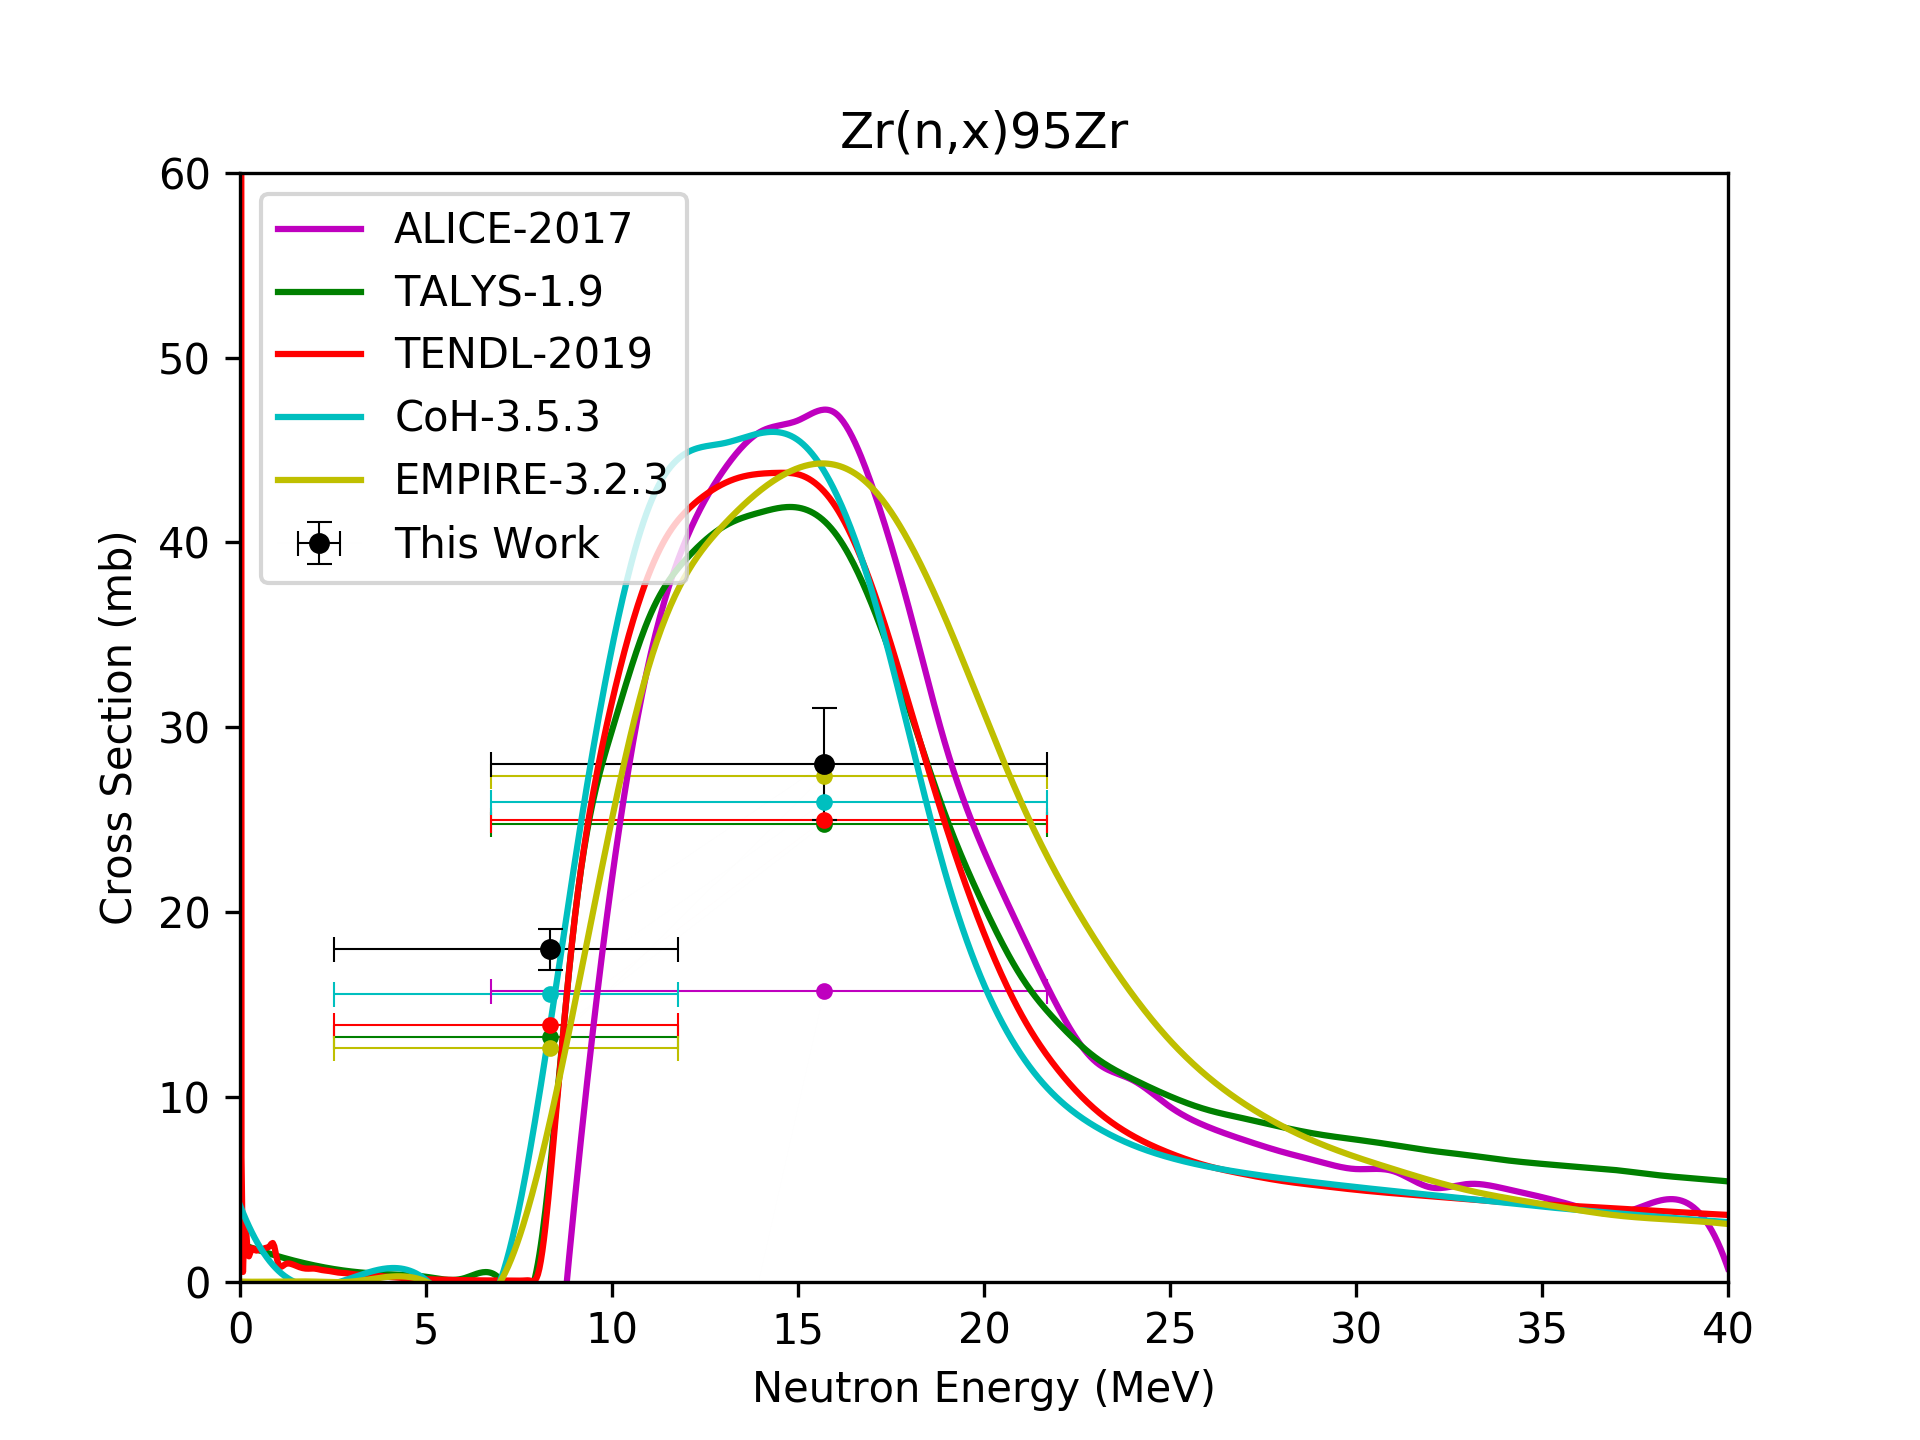 Zr(n,x)95Zr
60
50
40
30
20
10
0
Cross Section (mb)
ALICE-2017
TALYS-1.9
TENDL-2019
CoH-3.5.3
EMPIRE-3.2.3
This Work
0 5 10 15 20 25 30 35 40
Neutron Energy (MeV)